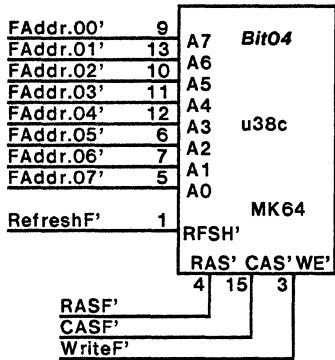 FAddr.00' 9 A7 Bit04
FAddr.01' 13 A6
FAddr.02' 10 A5
FAddr.03' 11 A4
FAddr.04' 12 A3 u38c
FAddr.05' 6 A2
FAddr.06' 7 A1
FAddr.07' 5 A0
MK64
RefreshF' 1 RFSH'
RAS' CAS' WE'
4 15 3
RASF'
CASF'
WriteF'